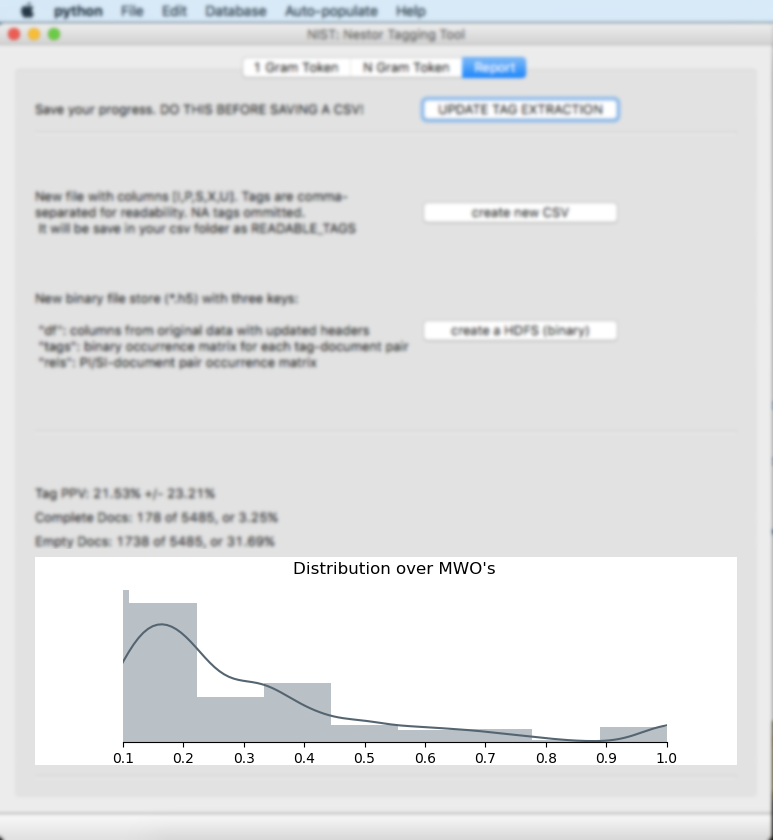 python File Edit Database Auto-populate Help
NIST: Nestor Tagging Tool
1 Gram Token N Gram Token Report
Save your progress. DO THIS BEFORE SAVING A CSV!
UPDATE TAG EXTRACTION
New file with columns [I,P,S,X,U]. Tags are comma-
separated for readability. NA tags ommitted.
It will be save in your csv folder as READABLE_TAGS
create new CSV
New binary file store (*.h5) with three keys:
"df": columns from original data with updated headers
"tags": binary occurrence matrix for each tag-document pair
"rels": PI/SI-document pair occurrence matrix
create a HDFS (binary)
Tag PPV: 21.53% +/- 23.21%
Complete Docs: 178 of 5485, or 3.25%
Empty Docs: 1738 of 5485, or 31.69%
Distribution over MWO's
0.1 0.2 0.3 0.4 0.5 0.6 0.7 0.8 0.9 1.0